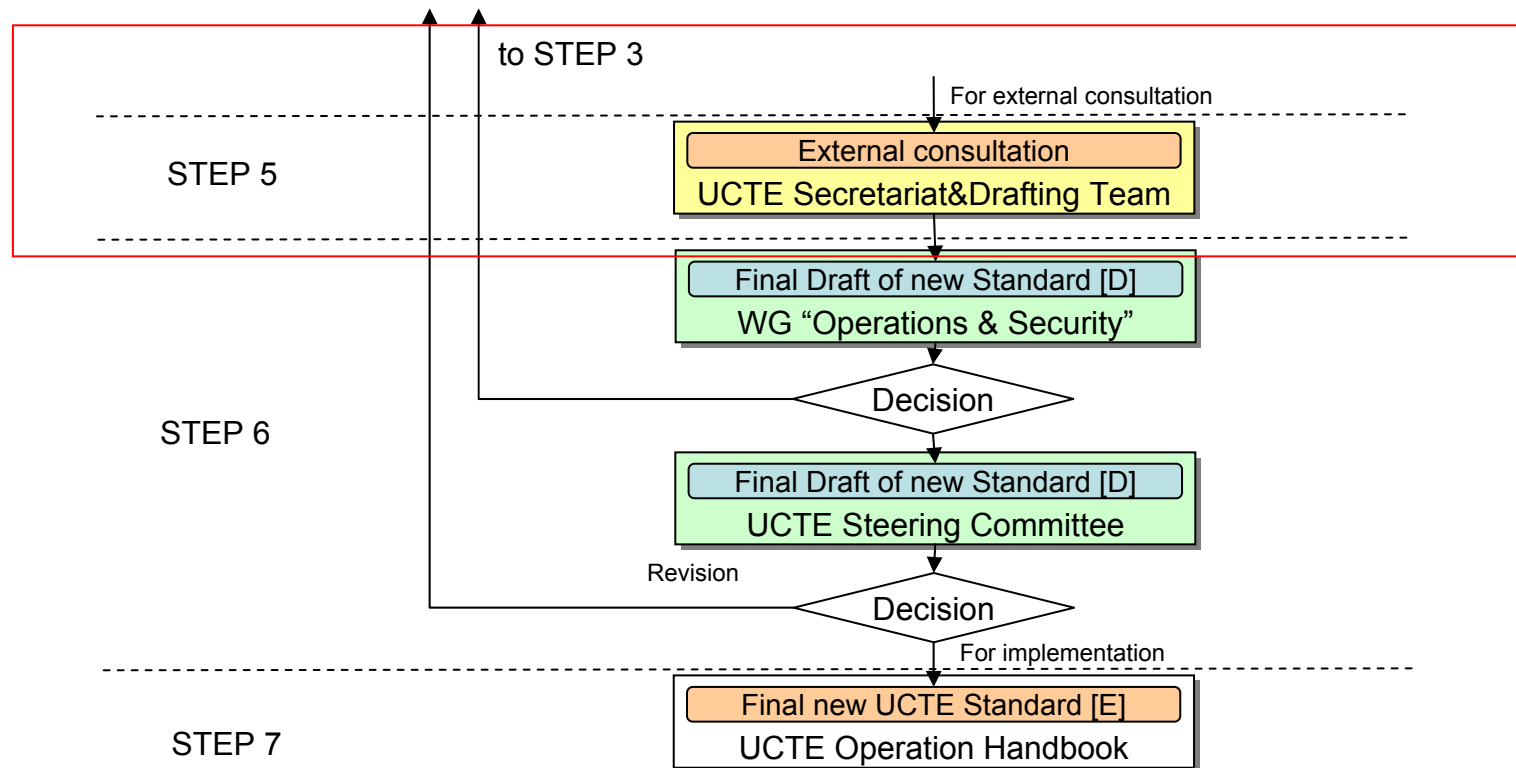 to STEP 3
For external consultation
STEP 5
External consultation
UCTE Secretariat&Drafting Team
Final Draft of new Standard [D]
WG “Operations & Security”
Decision
STEP 6
Final Draft of new Standard [D]
UCTE Steering Committee
Revision
Decision
For implementation
STEP 7
Final new UCTE Standard [E]
UCTE Operation Handbook